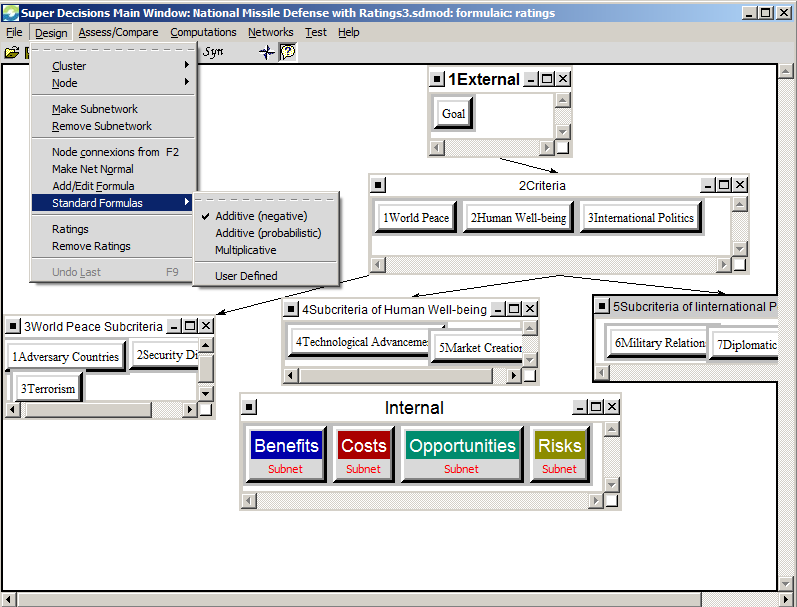 Super Decisions Main Window: National Missile Defense with Ratings3.sdmod: formulaic: ratings
File Design Assess/Compare Computations Networks Test Help
Syn
Cluster
Node
Make Subnetwork
Remove Subnetwork
Node connexions from F2
Make Net Normal
Add/Edit Formula
Standard Formulas
Ratings
Remove Ratings
Undo Last F9
Additive (negative)
Additive (probabilistic)
Multiplicative
User Defined
1External
Goal
2Criteria
1World Peace 2Human Well-being 3International Politics
3World Peace Subcriteria
1Adversary Countries 2Security Di
3Terrorism
4Subcriteria of Human Well-being
4Technological Advanceme 5Market Creation
5Subcriteria of Iinternational P
6Military Relation 7Diplomatic
Internal
Benefits Costs Opportunities Risks
Subnet Subnet Subnet Subnet